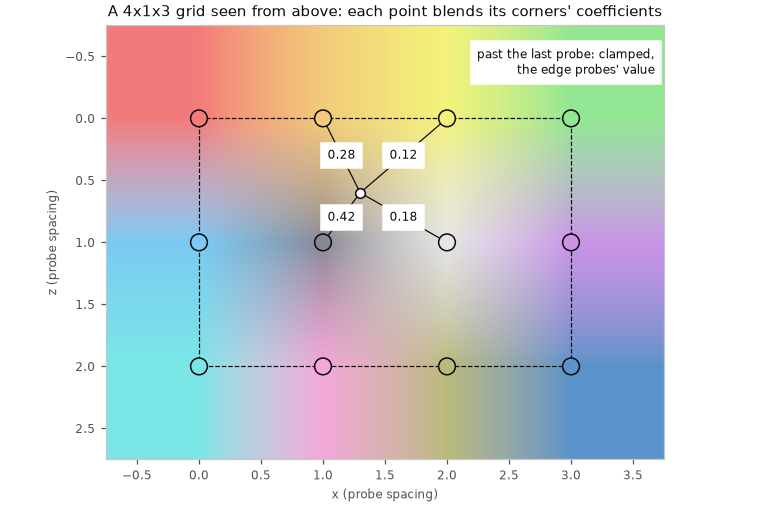 A 4x1x3 grid seen from above: each point blends its corners' coefficients
past the last probe: clamped,
the edge probes' value
−0.5
0.0
0.28
0.12
0.5
0.42
0.18
1.0
1.5
2.0
2.5
z (probe spacing)
−0.5 0.0 0.5 1.0 1.5 2.0 2.5 3.0 3.5
x (probe spacing)